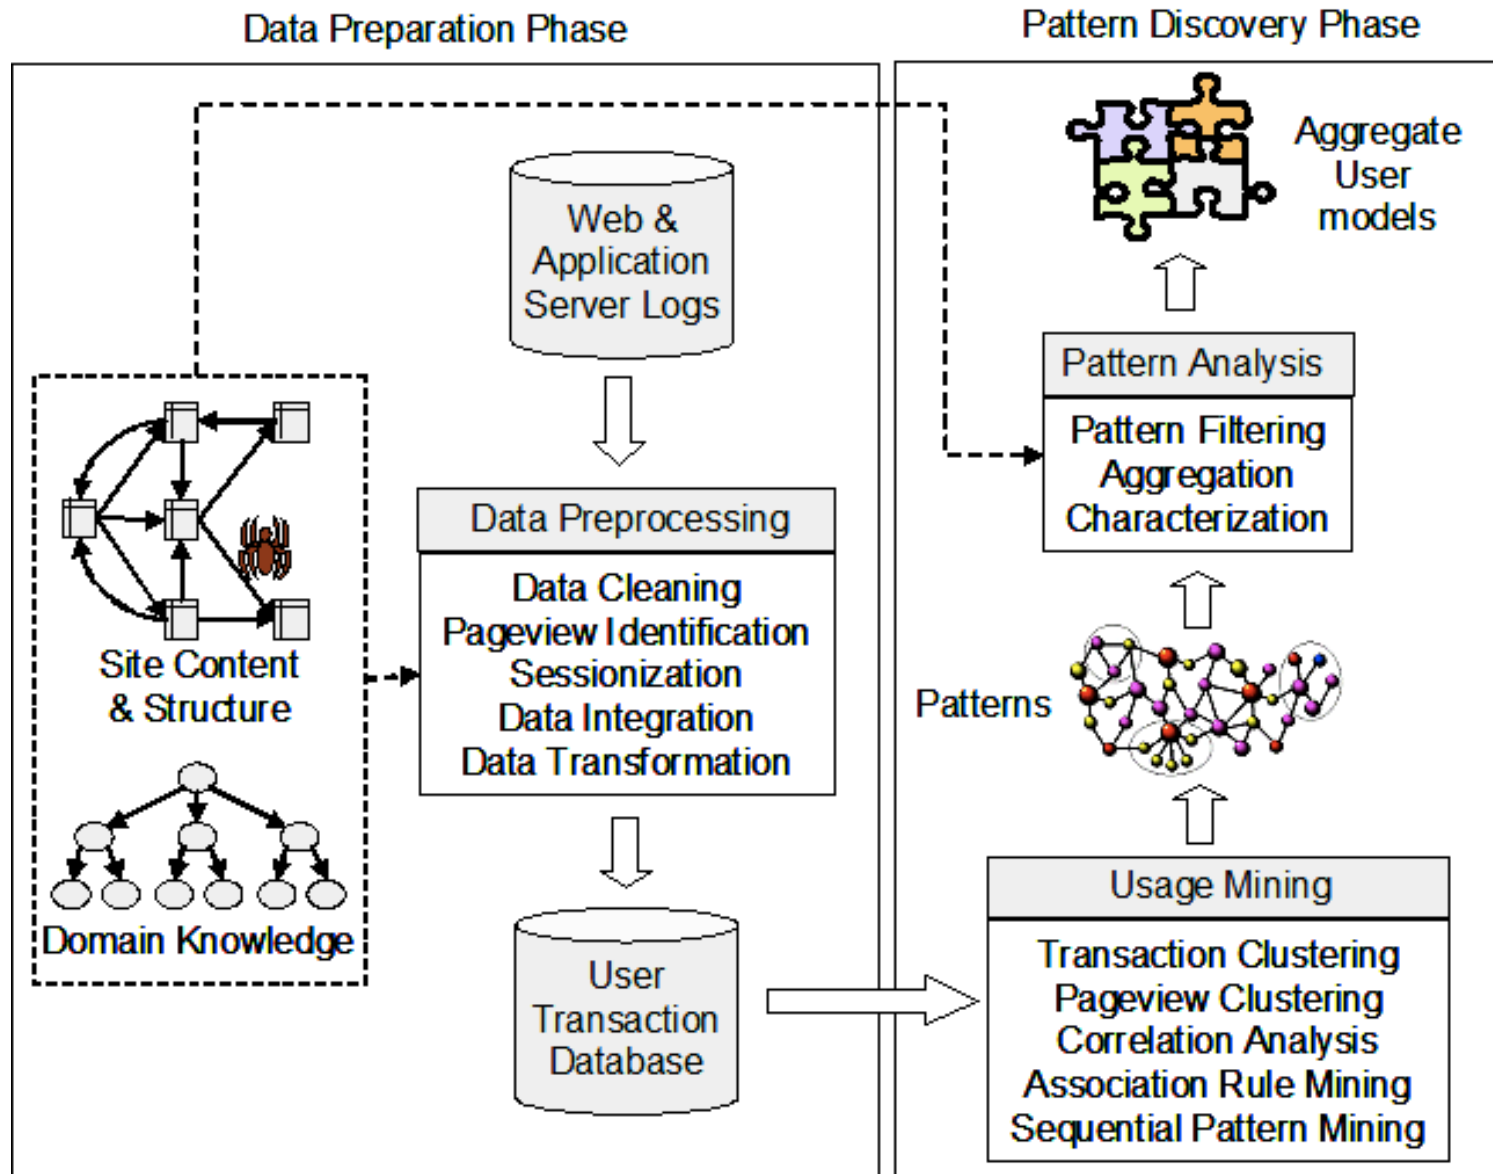 Data Preparation Phase
Pattern Discovery Phase
Web &
Application
Server Logs
Site Content
& Structure
Domain Knowledge
Data Preprocessing
Data Cleaning
Pageview Identification
Sessionization
Data Integration
Data Transformation
User
Transaction
Database
Aggregate
User
models
Pattern Analysis
Pattern Filtering
Aggregation
Characterization
Patterns
Usage Mining
Transaction Clustering
Pageview Clustering
Correlation Analysis
Association Rule Mining
Sequential Pattern Mining